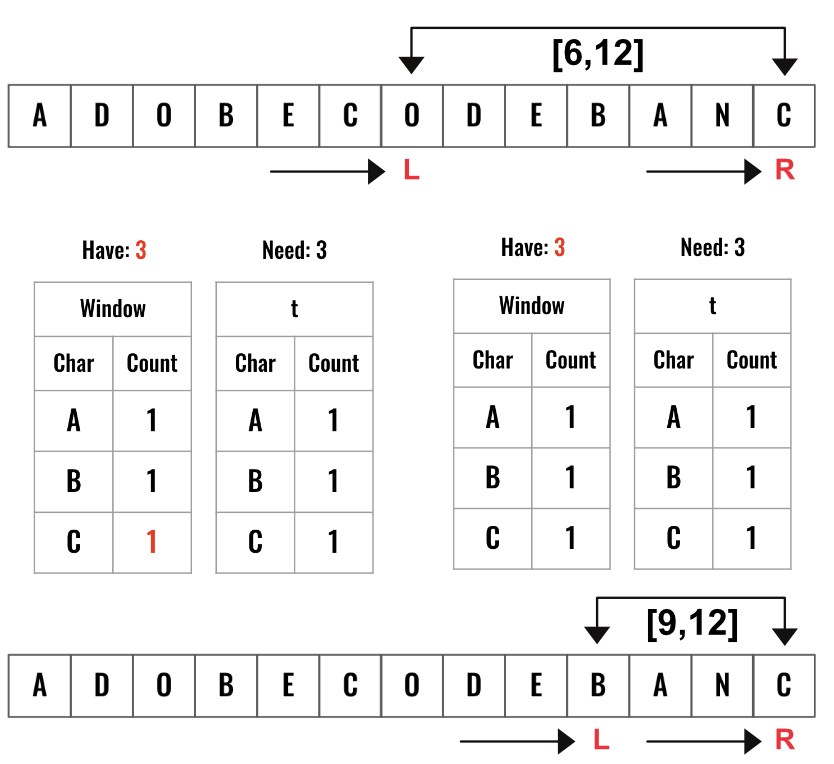 [6,12]
A D O B E C O D E B A N C
L R
Have: 3 Need: 3 Have: 3 Need: 3
Window t Window t
Char Count Char Count Char Count Char Count
A 1 A 1 A 1 A 1
B 1 B 1 B 1 B 1
C 1 C 1 C 1 C 1
[9,12]
A D O B E C O D E B A N C
L R